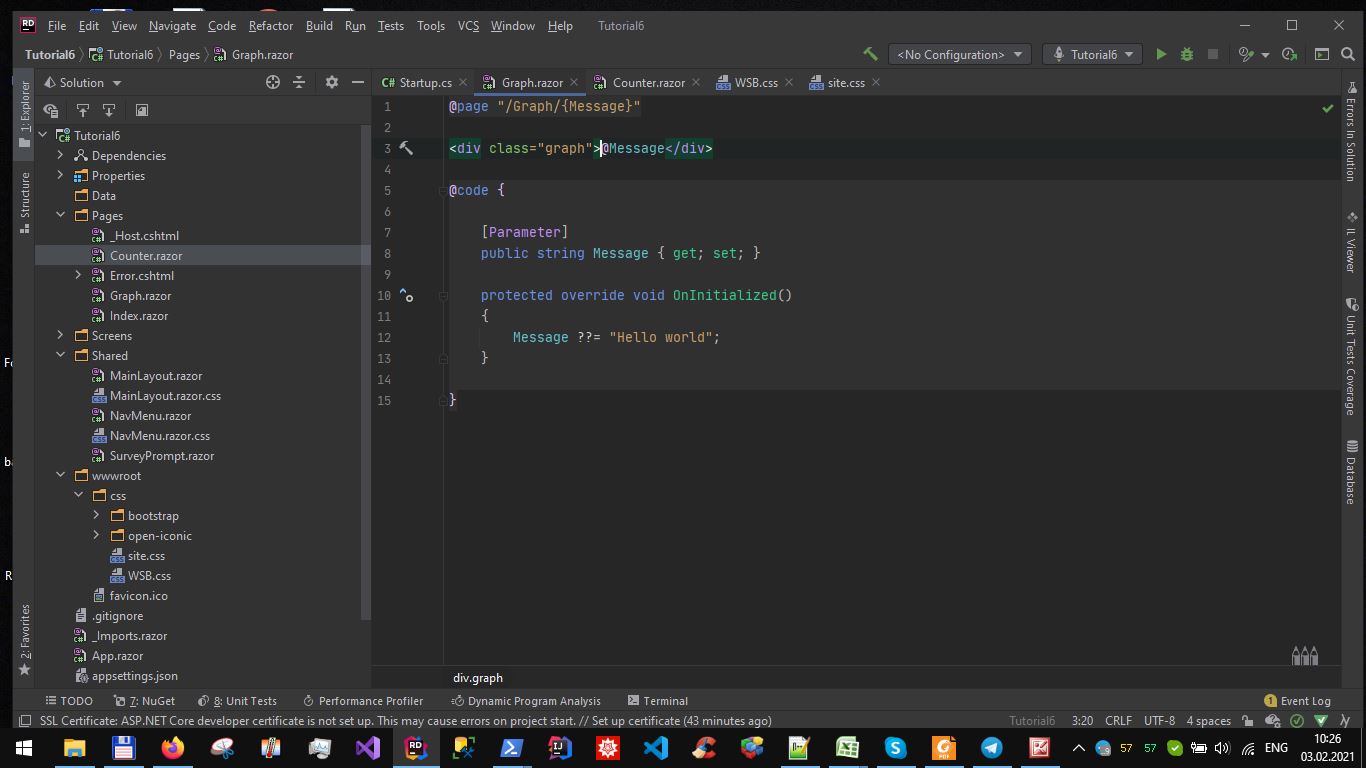 RD File Edit View Navigate Code Refactor Build Run Tests Tools VCS Window Help Tutorial6
Tutorial6 Tutorial6 Pages Graph.razor <No Configuration> Tutorial6
Solution
C# Startup.cs Graph.razor Counter.razor WSB.css site.css
1: Explorer
Structure
2: Favorites
Tutorial6
Dependencies
Properties
Data
Pages
_Host.cshtml
Counter.razor
Error.cshtml
Graph.razor
Index.razor
Screens
Shared
MainLayout.razor
MainLayout.razor.css
NavMenu.razor
NavMenu.razor.css
SurveyPrompt.razor
wwwroot
css
bootstrap
open-iconic
site.css
WSB.css
favicon.ico
.gitignore
_Imports.razor
App.razor
appsettings.json
1 @page "/Graph/{Message}"
2
3 <div class="graph">@Message</div>
4
5 @code {
6
7 [Parameter]
8 public string Message { get; set; }
9
10 protected override void OnInitialized()
11 {
12 Message ??= "Hello world";
13 }
14
15 }
div.graph
Errors In Solution
IL Viewer
Unit Tests Coverage
Database
TODO 7: NuGet 8: Unit Tests Performance Profiler Dynamic Program Analysis Terminal 1 Event Log
SSL Certificate: ASP.NET Core developer certificate is not set up. This may cause errors on project start. // Set up certificate (43 minutes ago) Tutorial6 3:20 CRLF UTF-8 4 spaces
57 57 ENG 10:26
03.02.2021